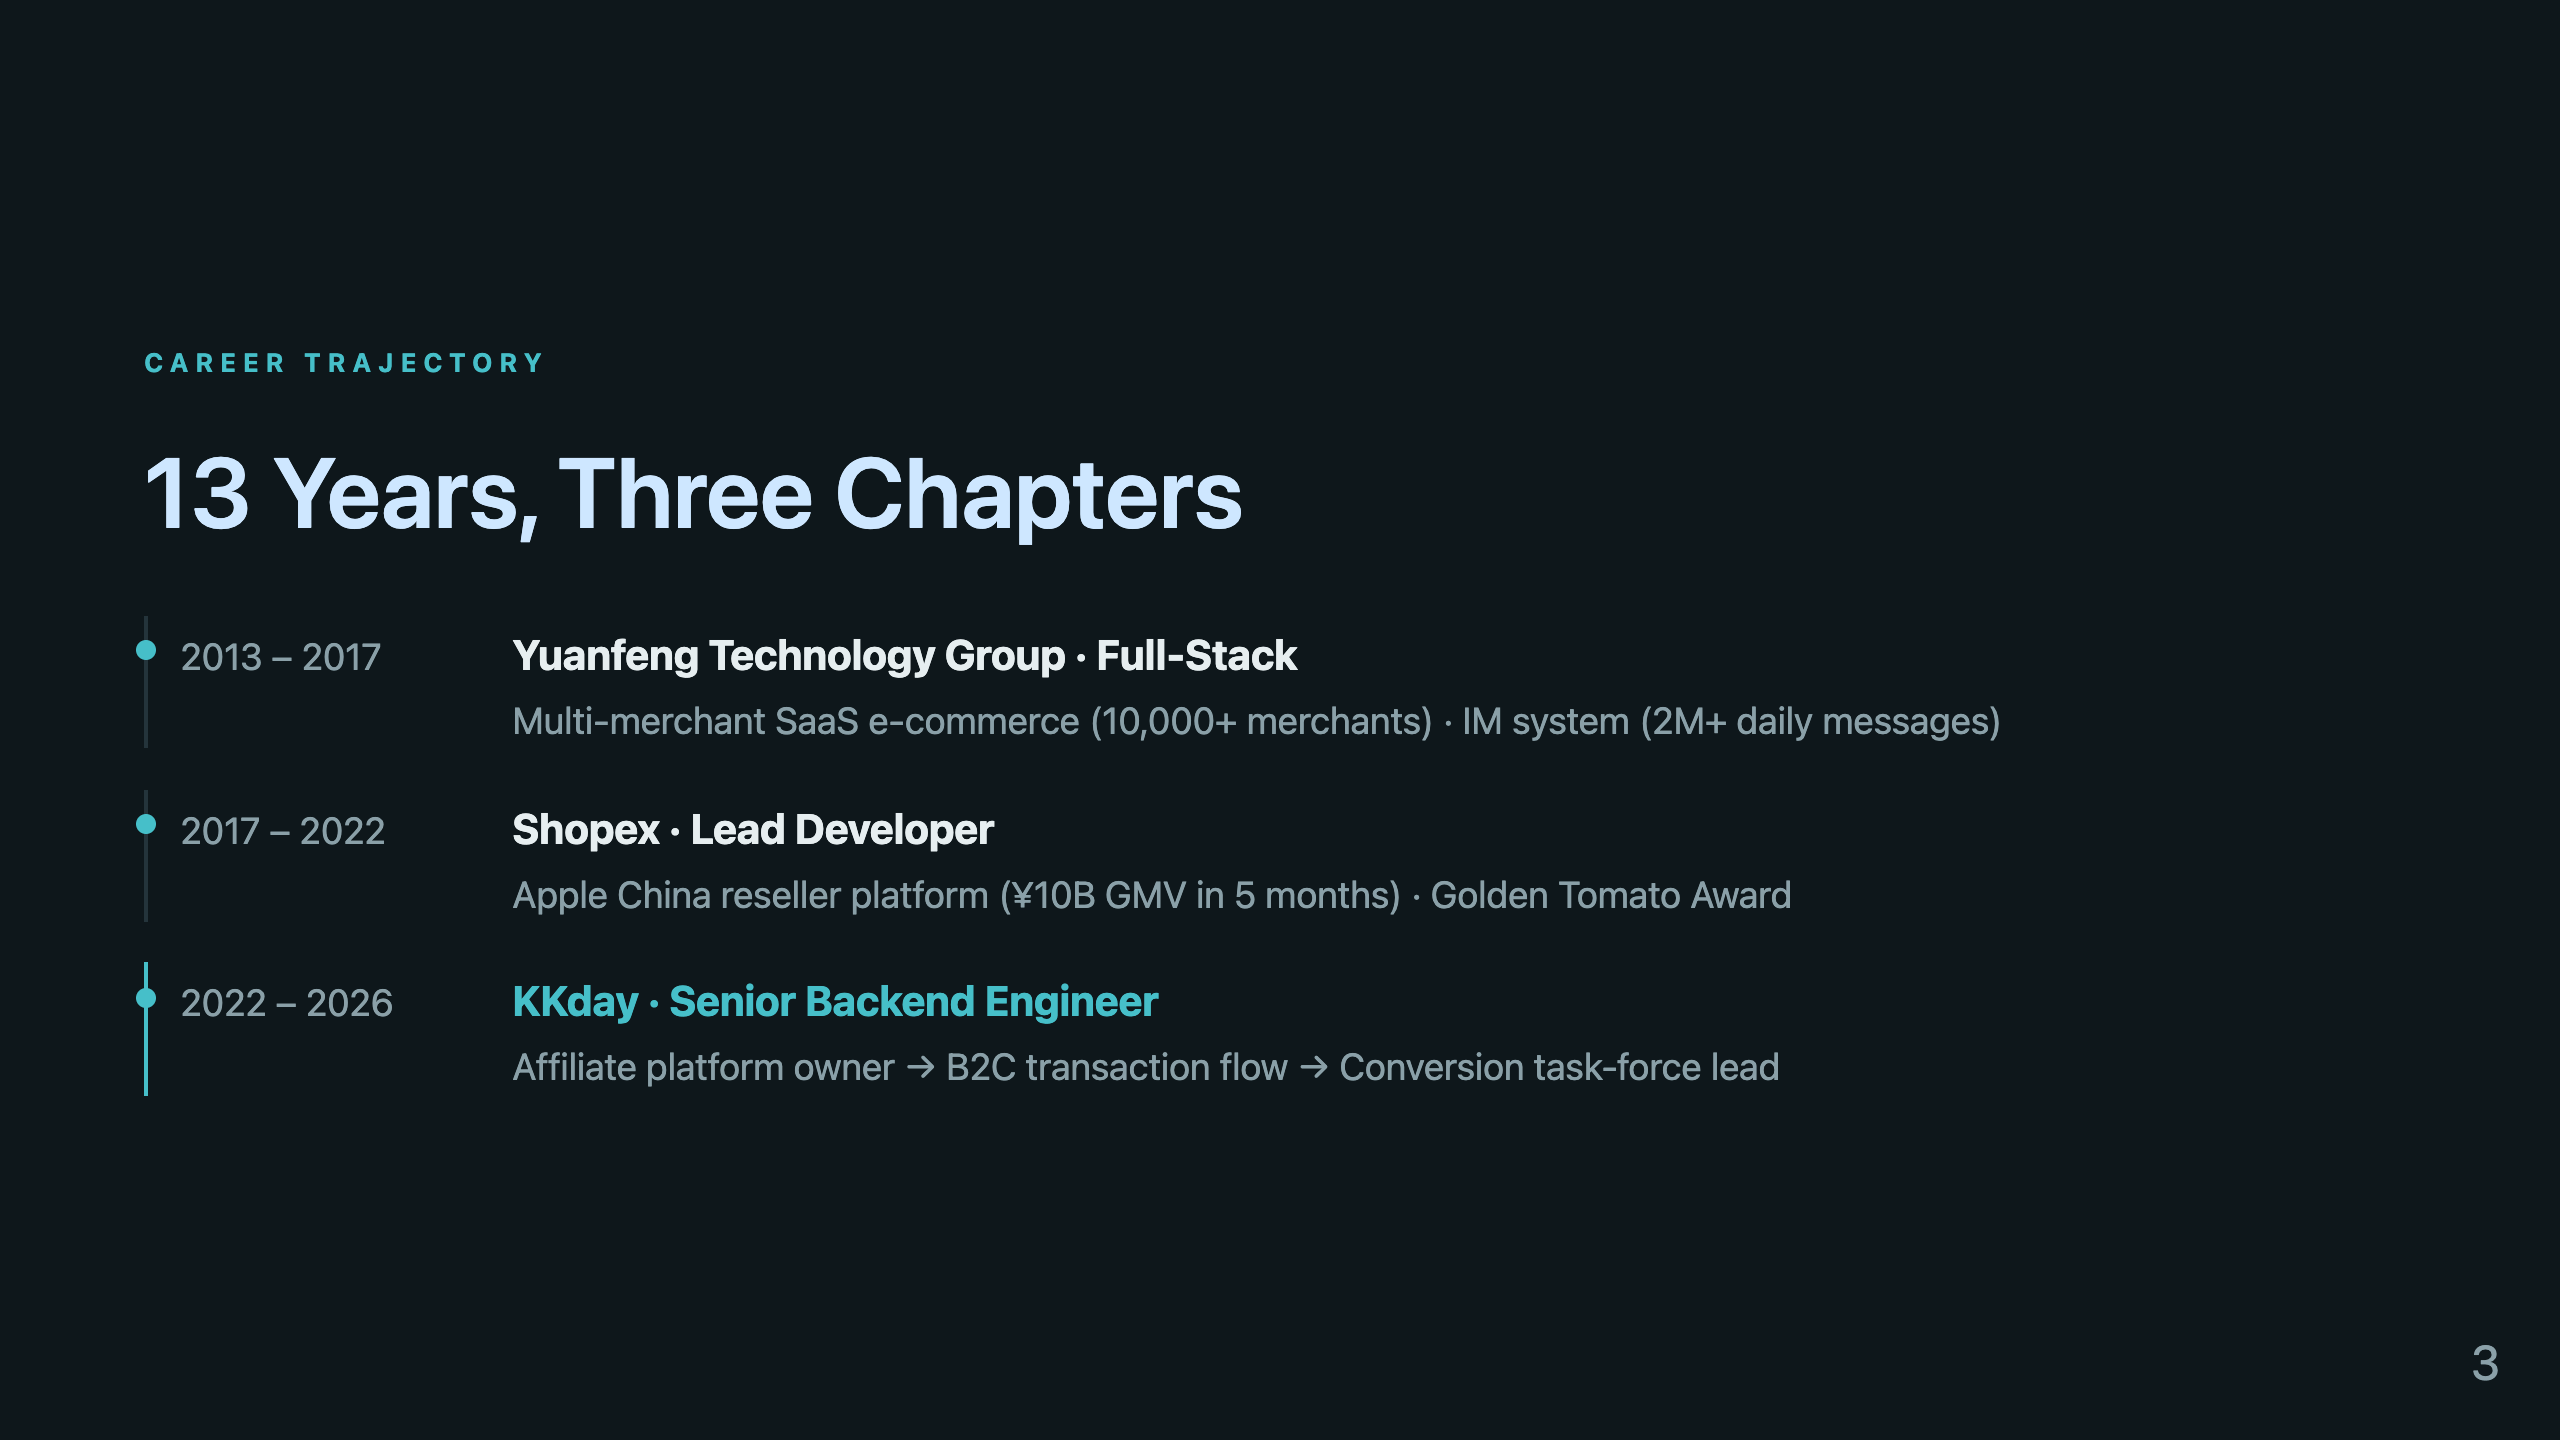 CAREER TRAJECTORY
13 Years, Three Chapters
2013 – 2017
Yuanfeng Technology Group · Full-Stack
Multi-merchant SaaS e-commerce (10,000+ merchants) · IM system (2M+ daily messages)
2017 – 2022
Shopex · Lead Developer
Apple China reseller platform (¥10B GMV in 5 months) · Golden Tomato Award
2022 – 2026
KKday · Senior Backend Engineer
Affiliate platform owner → B2C transaction flow → Conversion task-force lead
3